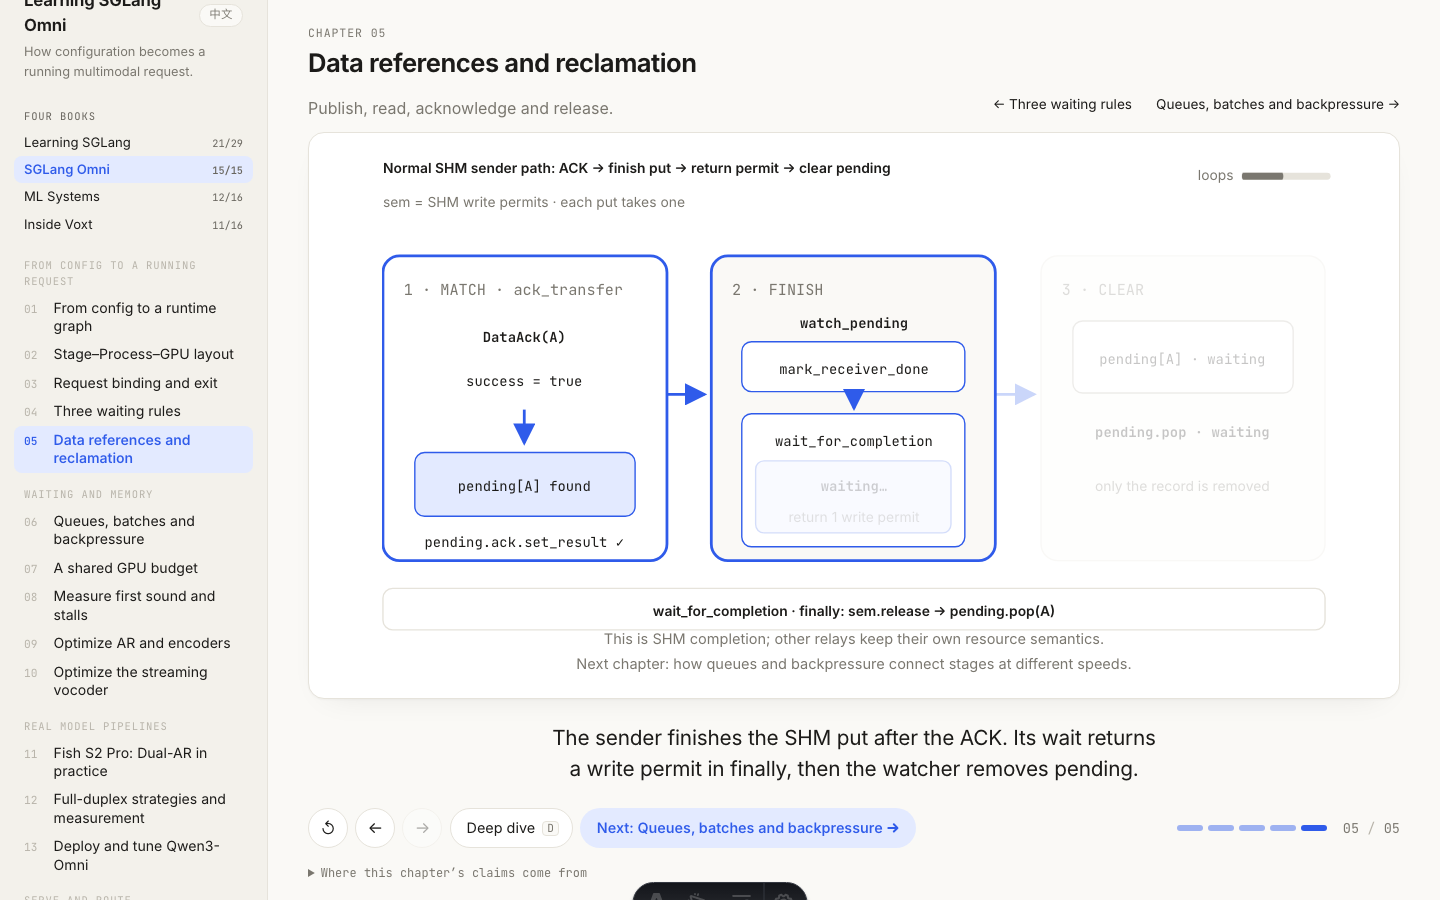 Learning SGLang
Omni
中文
How configuration becomes a
running multimodal request.
FOUR BOOKS
Learning SGLang 21/29
SGLang Omni 15/15
ML Systems 12/16
Inside Voxt 11/16
FROM CONFIG TO A RUNNING
REQUEST
01 From config to a runtime
graph
02 Stage–Process–GPU layout
03 Request binding and exit
04 Three waiting rules
05 Data references and
reclamation
WAITING AND MEMORY
06 Queues, batches and
backpressure
07 A shared GPU budget
08 Measure first sound and
stalls
09 Optimize AR and encoders
10 Optimize the streaming
vocoder
REAL MODEL PIPELINES
11 Fish S2 Pro: Dual-AR in
practice
12 Full-duplex strategies and
measurement
13 Deploy and tune Qwen3-
Omni
SERVE AND ROUTE
CHAPTER 05
Data references and reclamation
Publish, read, acknowledge and release.
← Three waiting rules Queues, batches and backpressure →
Normal SHM sender path: ACK → finish put → return permit → clear pending
loops
sem = SHM write permits · each put takes one
1 · MATCH · ack_transfer
DataAck(A)
success = true
pending[A] found
pending.ack.set_result ✓
2 · FINISH
watch_pending
mark_receiver_done
wait_for_completion
waiting…
return 1 write permit
3 · CLEAR
pending[A] · waiting
pending.pop · waiting
only the record is removed
wait_for_completion · finally: sem.release → pending.pop(A)
This is SHM completion; other relays keep their own resource semantics.
Next chapter: how queues and backpressure connect stages at different speeds.
The sender finishes the SHM put after the ACK. Its wait returns
a write permit in finally, then the watcher removes pending.
Deep dive D
Next: Queues, batches and backpressure →
05 / 05
Where this chapter's claims come from